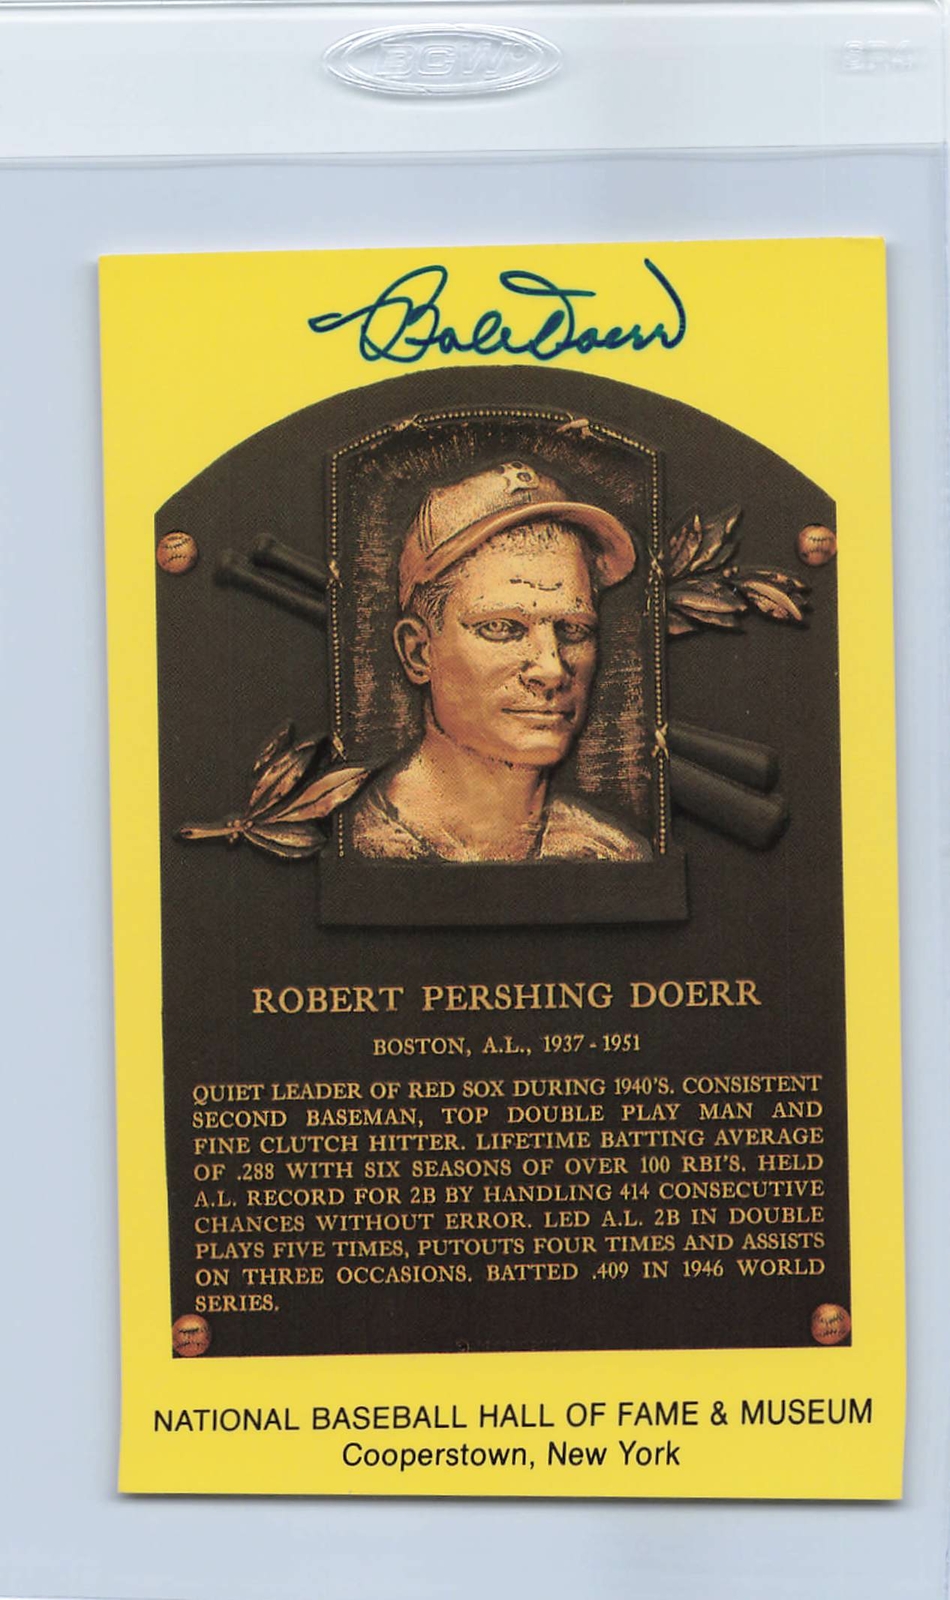 BCW
Bob Doerr
B
ROBERT PERSHING DOERR
BOSTON, A.L., 1937 - 1951
QUIET LEADER OF RED SOX DURING 1940'S. CONSISTENT
SECOND BASEMAN, TOP DOUBLE PLAY MAN AND
FINE CLUTCH HITTER. LIFETIME BATTING AVERAGE
OF .288 WITH SIX SEASONS OF OVER 100 RBI'S. HELD
A.L. RECORD FOR 2B BY HANDLING 414 CONSECUTIVE
CHANCES WITHOUT ERROR. LED A.L. 2B IN DOUBLE
PLAYS FIVE TIMES, PUTOUTS FOUR TIMES AND ASSISTS
ON THREE OCCASIONS. BATTED .409 IN 1946 WORLD
SERIES.
NATIONAL BASEBALL HALL OF FAME & MUSEUM
Cooperstown, New York